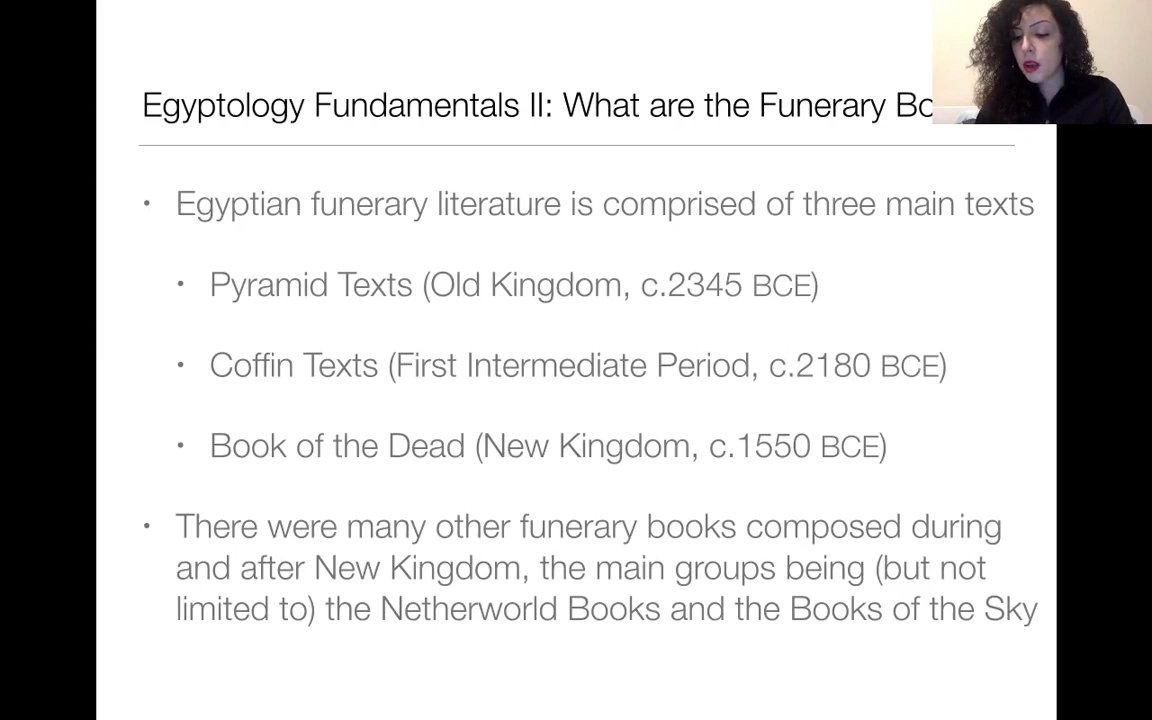 Egyptology Fundamentals II: What are the Funerary
• Egyptian funerary literature is comprised of three main texts
• Pyramid Texts (Old Kingdom, c.2345 BCE)
• Coffin Texts (First Intermediate Period, c.2180 BCE)
• Book of the Dead (New Kingdom, c.1550 BCE)
• There were many other funerary books composed during
and after New Kingdom, the main groups being (but not
limited to) the Netherworld Books and the Books of the Sky